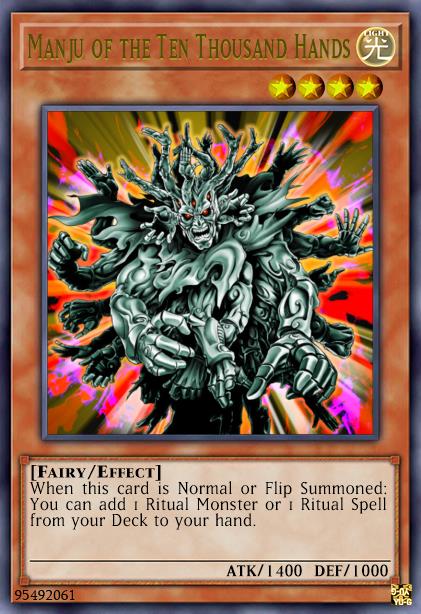 Manju of the Ten Thousand Hands
LIGHT
光
[Fairy/Effect]
When this card is Normal or Flip Summoned:
You can add 1 Ritual Monster or 1 Ritual Spell
from your Deck to your hand.
ATK/1400 DEF/1000
95492061